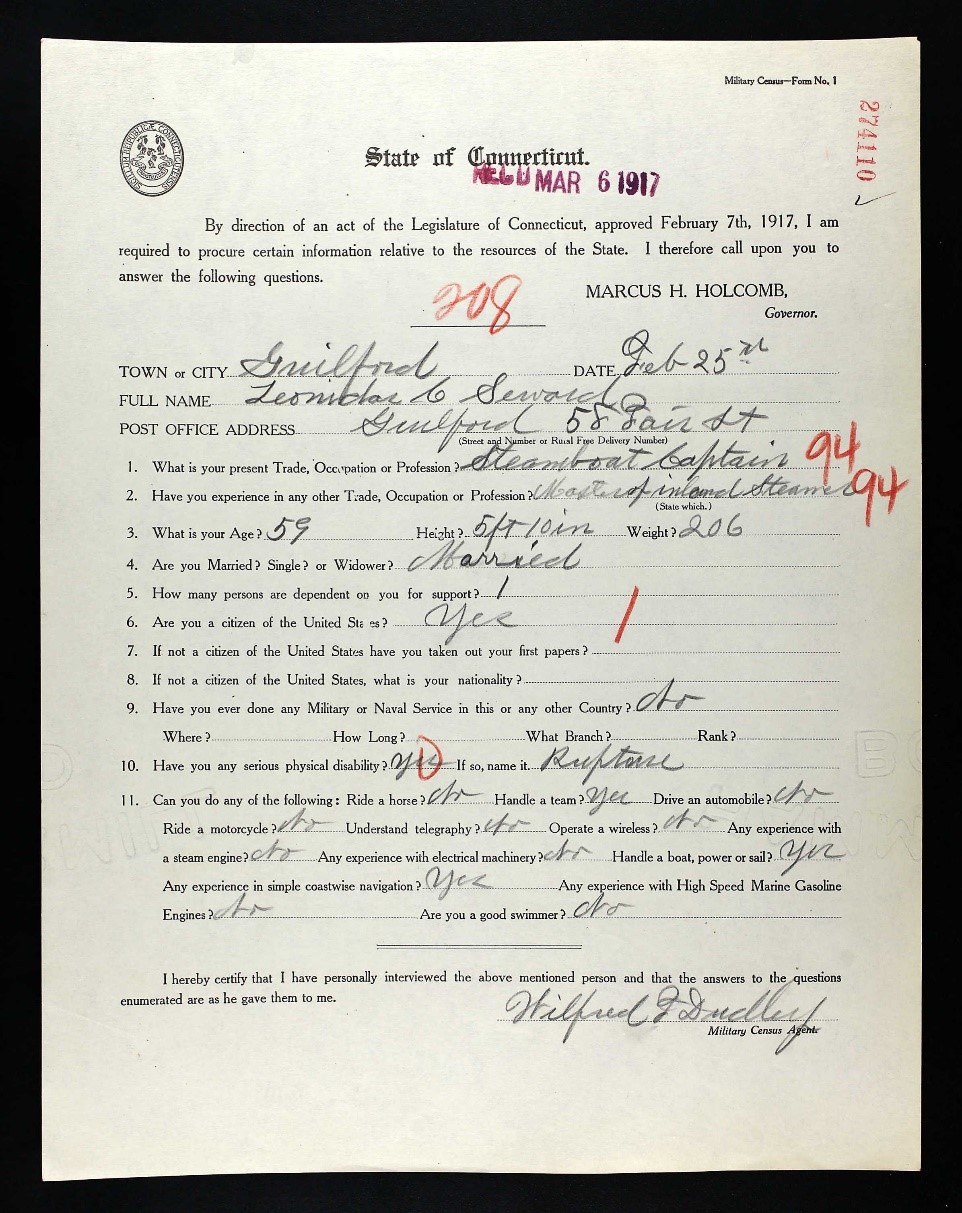 Military Census—Form No. 1
274110
SIGILLUM REIPUBLICÆ CONNECTICUTENSIS
State of Connecticut.
REC'D MAR 6 1917
By direction of an act of the Legislature of Connecticut, approved February 7th, 1917, I am
required to procure certain information relative to the resources of the State. I therefore call upon you to
answer the following questions.
MARCUS H. HOLCOMB,
Governor.
208
TOWN or CITY Guilford DATE Feb 25
FULL NAME Leonidas C Seward
POST OFFICE ADDRESS Guilford 58 Fair St
(Street and Number or Rural Free Delivery Number)
1. What is your present Trade, Occupation or Profession? Steamboat Captain 94
2. Have you experience in any other Trade, Occupation or Profession? Master of inland Steamer 94
(State which.)
3. What is your Age? 59 Height? 5ft 10in Weight? 206
4. Are you Married? Single? or Widower? Married
5. How many persons are dependent on you for support? 1
6. Are you a citizen of the United States? Yes
7. If not a citizen of the United States have you taken out your first papers?
8. If not a citizen of the United States, what is your nationality?
9. Have you ever done any Military or Naval Service in this or any other Country? No
Where? How Long? What Branch? Rank?
10. Have you any serious physical disability? Yes D If so, name it. Rupture
11. Can you do any of the following: Ride a horse? No Handle a team? Yes Drive an automobile? No
Ride a motorcycle? No Understand telegraphy? No Operate a wireless? No Any experience with
a steam engine? No Any experience with electrical machinery? No Handle a boat, power or sail? Yes
Any experience in simple coastwise navigation? Yes Any experience with High Speed Marine Gasoline
Engines? No Are you a good swimmer? No
I hereby certify that I have personally interviewed the above mentioned person and that the answers to the questions
enumerated are as he gave them to me.
Wilfred J Dudley
Military Census Agent.